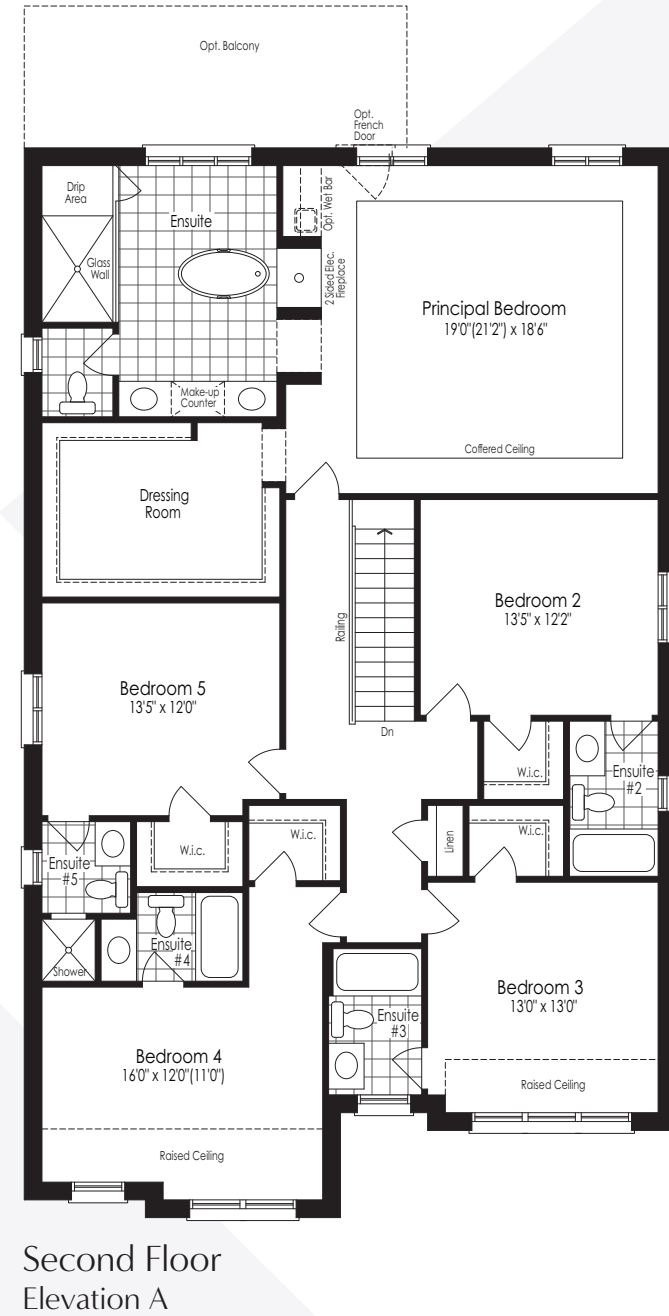 Opt. Balcony
Opt.
French
Door
Drip
Area
Ensuite
Opt. Wet Bar
Glass
Wall
2 Sided Elec.
Fireplace
Principal Bedroom
19'0"(21'2") x 18'6"
Make-up
Counter
Coffered Ceiling
Dressing
Room
Bedroom 2
13'5" x 12'2"
Railing
Bedroom 5
13'5" x 12'0"
Dn
W.i.c.
Ensuite
#2
W.i.c.
Linen
W.i.c.
W.i.c.
Ensuite
#5
Ensuite
#4
Shower
Bedroom 3
13'0" x 13'0"
Ensuite
#3
Bedroom 4
16'0" x 12'0"(11'0")
Raised Ceiling
Raised Ceiling
Second Floor
Elevation A